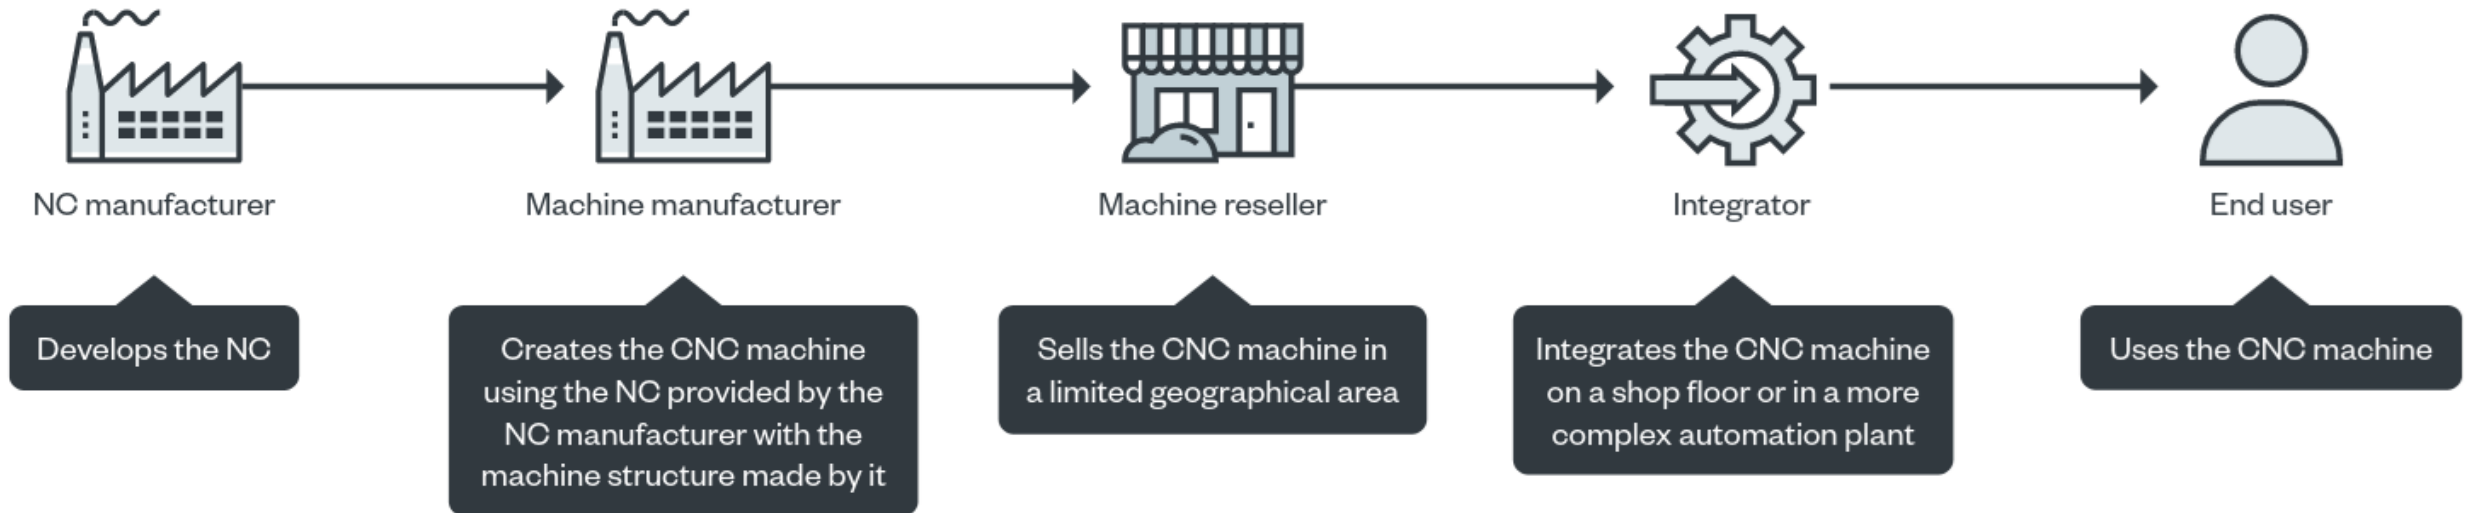 NC manufacturer
Machine manufacturer
Machine reseller
Integrator
End user
Develops the NC
Creates the CNC machine
using the NC provided by the
NC manufacturer with the
machine structure made by it
Sells the CNC machine in
a limited geographical area
Integrates the CNC machine
on a shop floor or in a more
complex automation plant
Uses the CNC machine